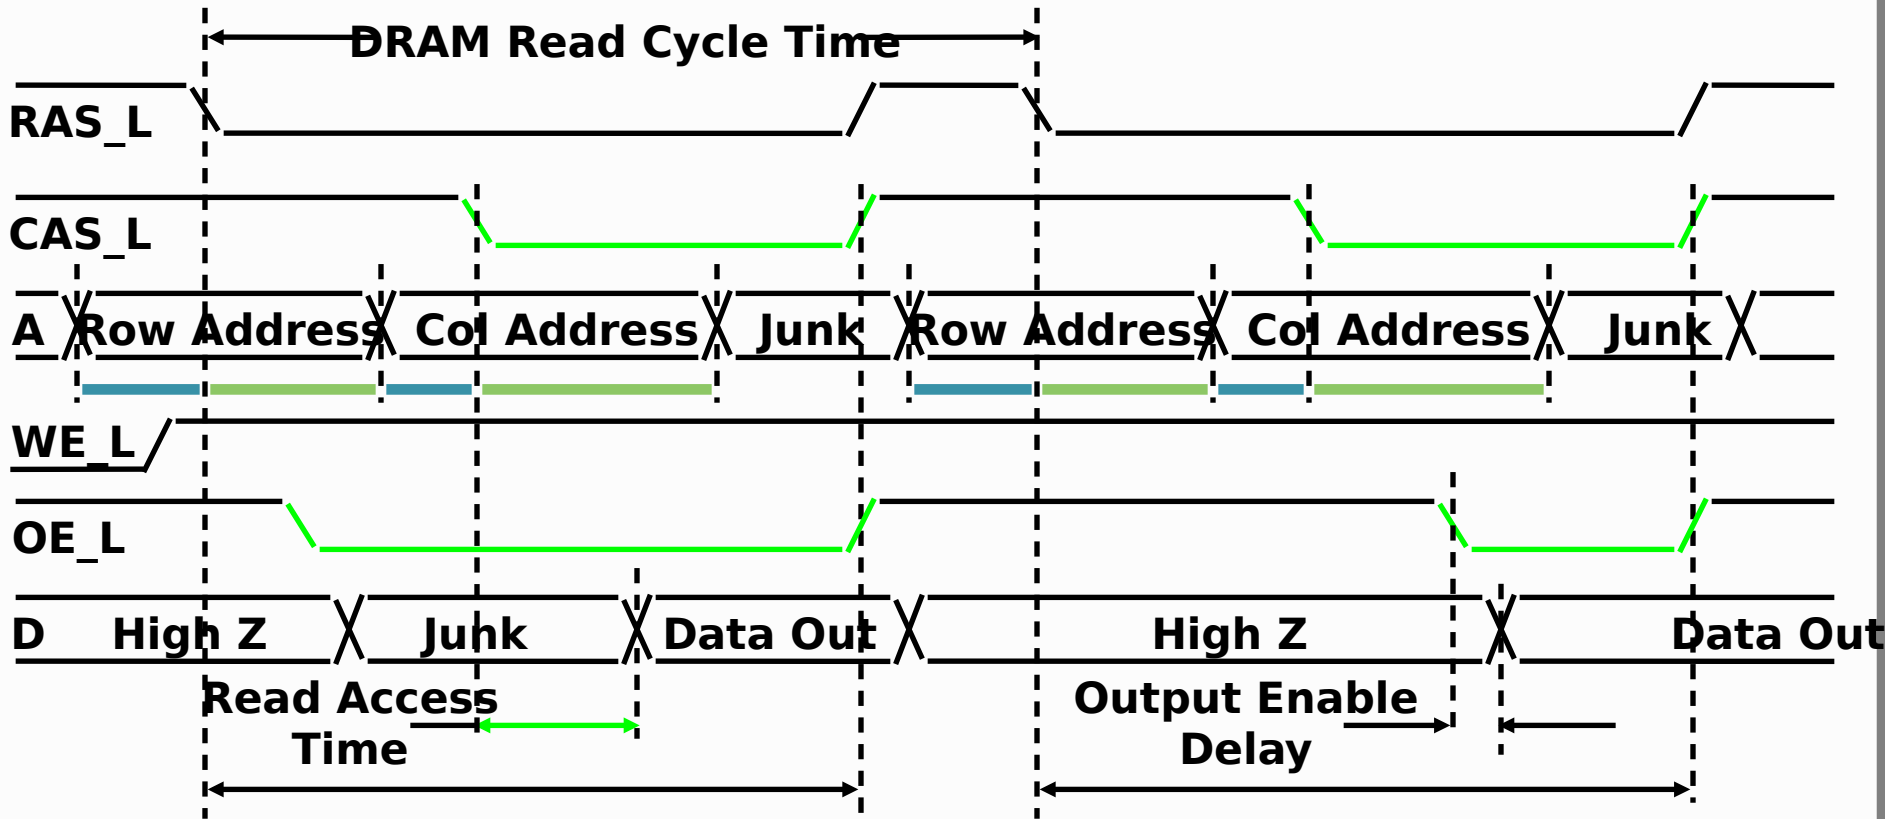 DRAM Read Cycle Time
RAS_L
CAS_L
A Row Address Col Address Junk Row Address Col Address Junk
WE_L
OE_L
D High Z Junk Data Out High Z Data Out
Read Access Output Enable
Time Delay